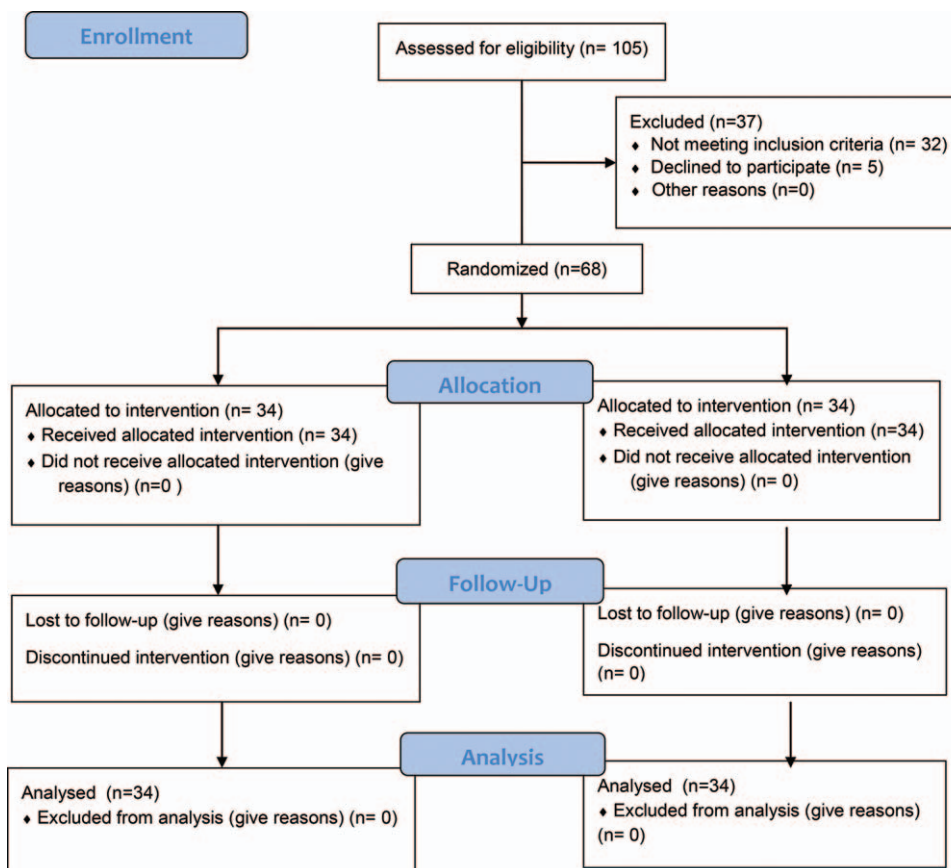 Enrollment
Assessed for eligibility (n= 105)
Excluded (n=37)
♦ Not meeting inclusion criteria (n= 32)
♦ Declined to participate (n= 5)
♦ Other reasons (n=0)
Randomized (n=68)
Allocation
Allocated to intervention (n= 34)
♦ Received allocated intervention (n= 34)
♦ Did not receive allocated intervention (give
reasons) (n=0 )
Allocated to intervention (n= 34)
♦ Received allocated intervention (n=34)
♦ Did not receive allocated intervention
(give reasons) (n= 0)
Follow-Up
Lost to follow-up (give reasons) (n= 0)
Discontinued intervention (give reasons) (n= 0)
Lost to follow-up (give reasons) (n= 0)
Discontinued intervention (give reasons)
(n= 0)
Analysis
Analysed (n=34)
♦ Excluded from analysis (give reasons) (n= 0)
Analysed (n=34)
♦ Excluded from analysis (give reasons)
(n= 0)